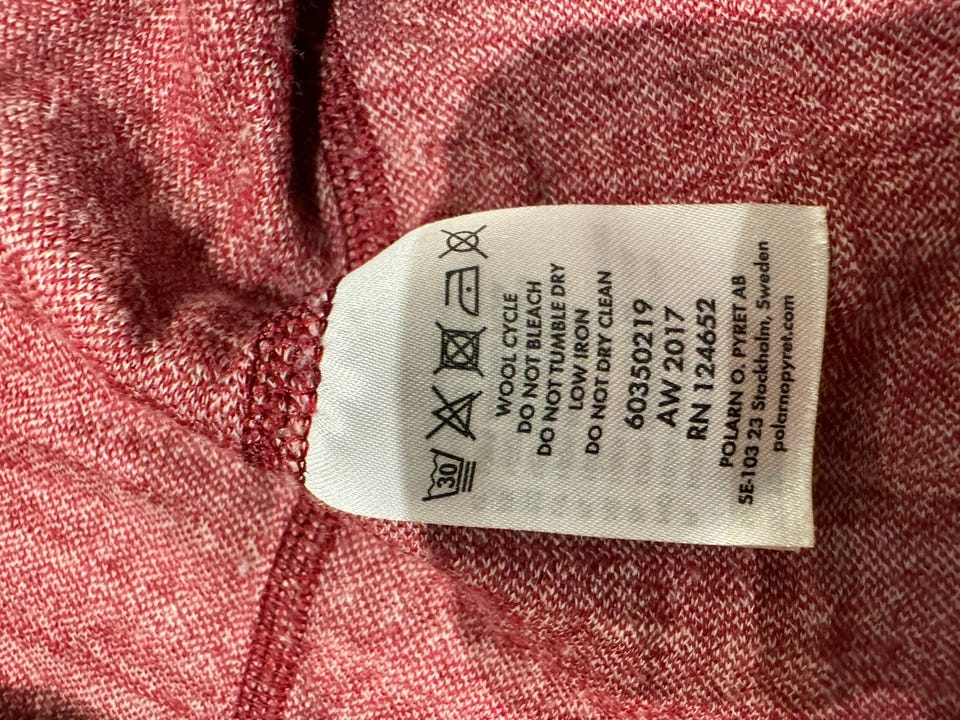 30
WOOL CYCLE
DO NOT BLEACH
DO NOT TUMBLE DRY
LOW IRON
DO NOT DRY CLEAN
60350219
AW 2017
RN 124652
POLARN O. PYRET AB
SE-103 23 Stockholm, Sweden
polarnopyret.com